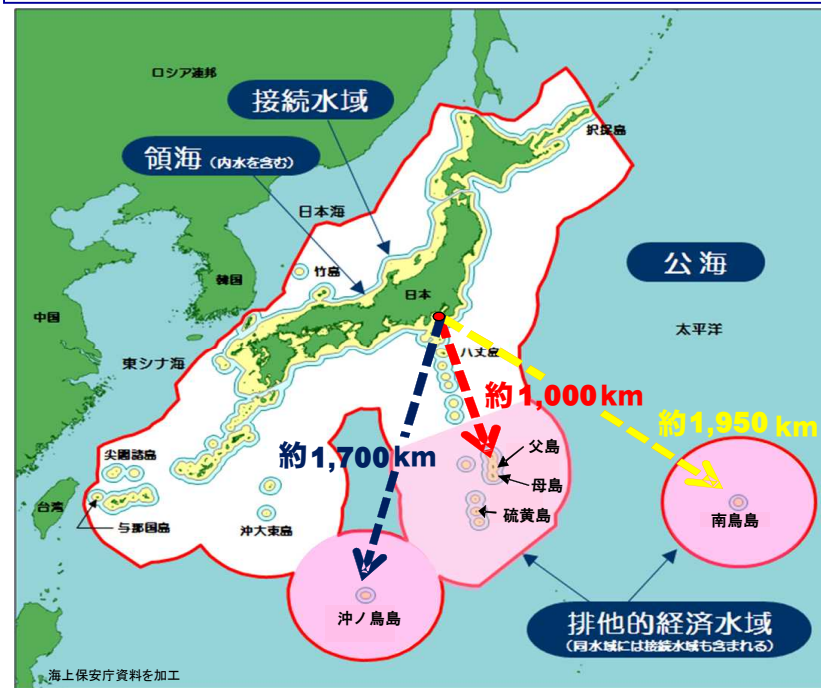 ロシア連邦
接続水域
択捉島
領海(内水を含む)
日本海
竹島
公海
韓国
日本
中国
太平洋
東シナ海
八丈島
約1,000km
約1,950km
約1,700km
尖閣諸島
父島
母島
台湾
硫黄島
南鳥島
与那国島
沖大東島
排他的経済水域
(同水域には接続水域も含まれる)
沖ノ鳥島
海上保安庁資料を加工